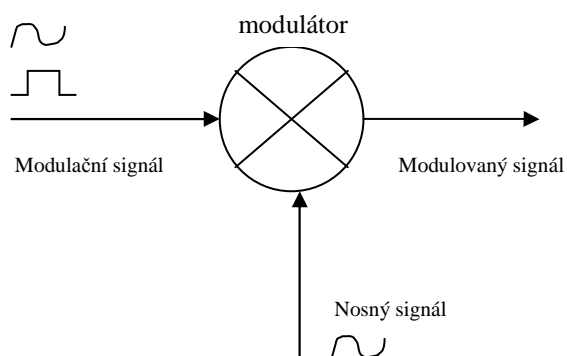 modulátor
Modulační signál
Modulovaný signál
Nosný signál